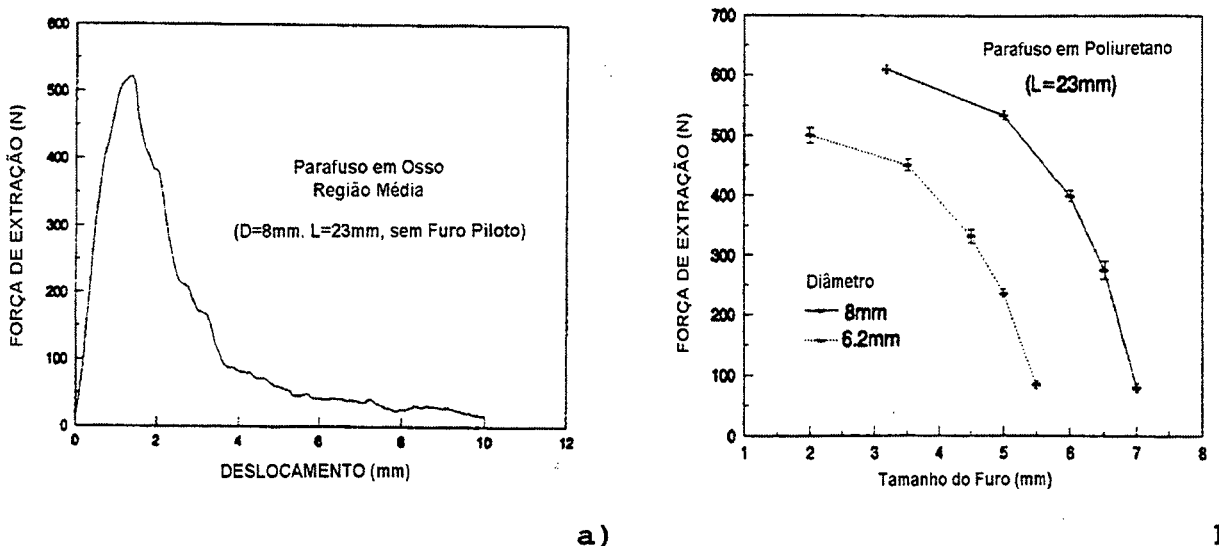 600
500
400
300
200
100
0
FORÇA DE EXTRAÇÃO (N)
Parafuso em Osso
Região Média
(D=8mm. L=23mm, sem Furo Piloto)
0
2
4
6
8
10
12
DESLOCAMENTO (mm)
a)
700
600
500
400
300
200
100
0
FORÇA DE EXTRAÇÃO (N)
Parafuso em Poliuretano
(L=23mm)
Diâmetro
8mm
6.2mm
1
2
3
4
5
6
7
8
Tamanho do Furo (mm)